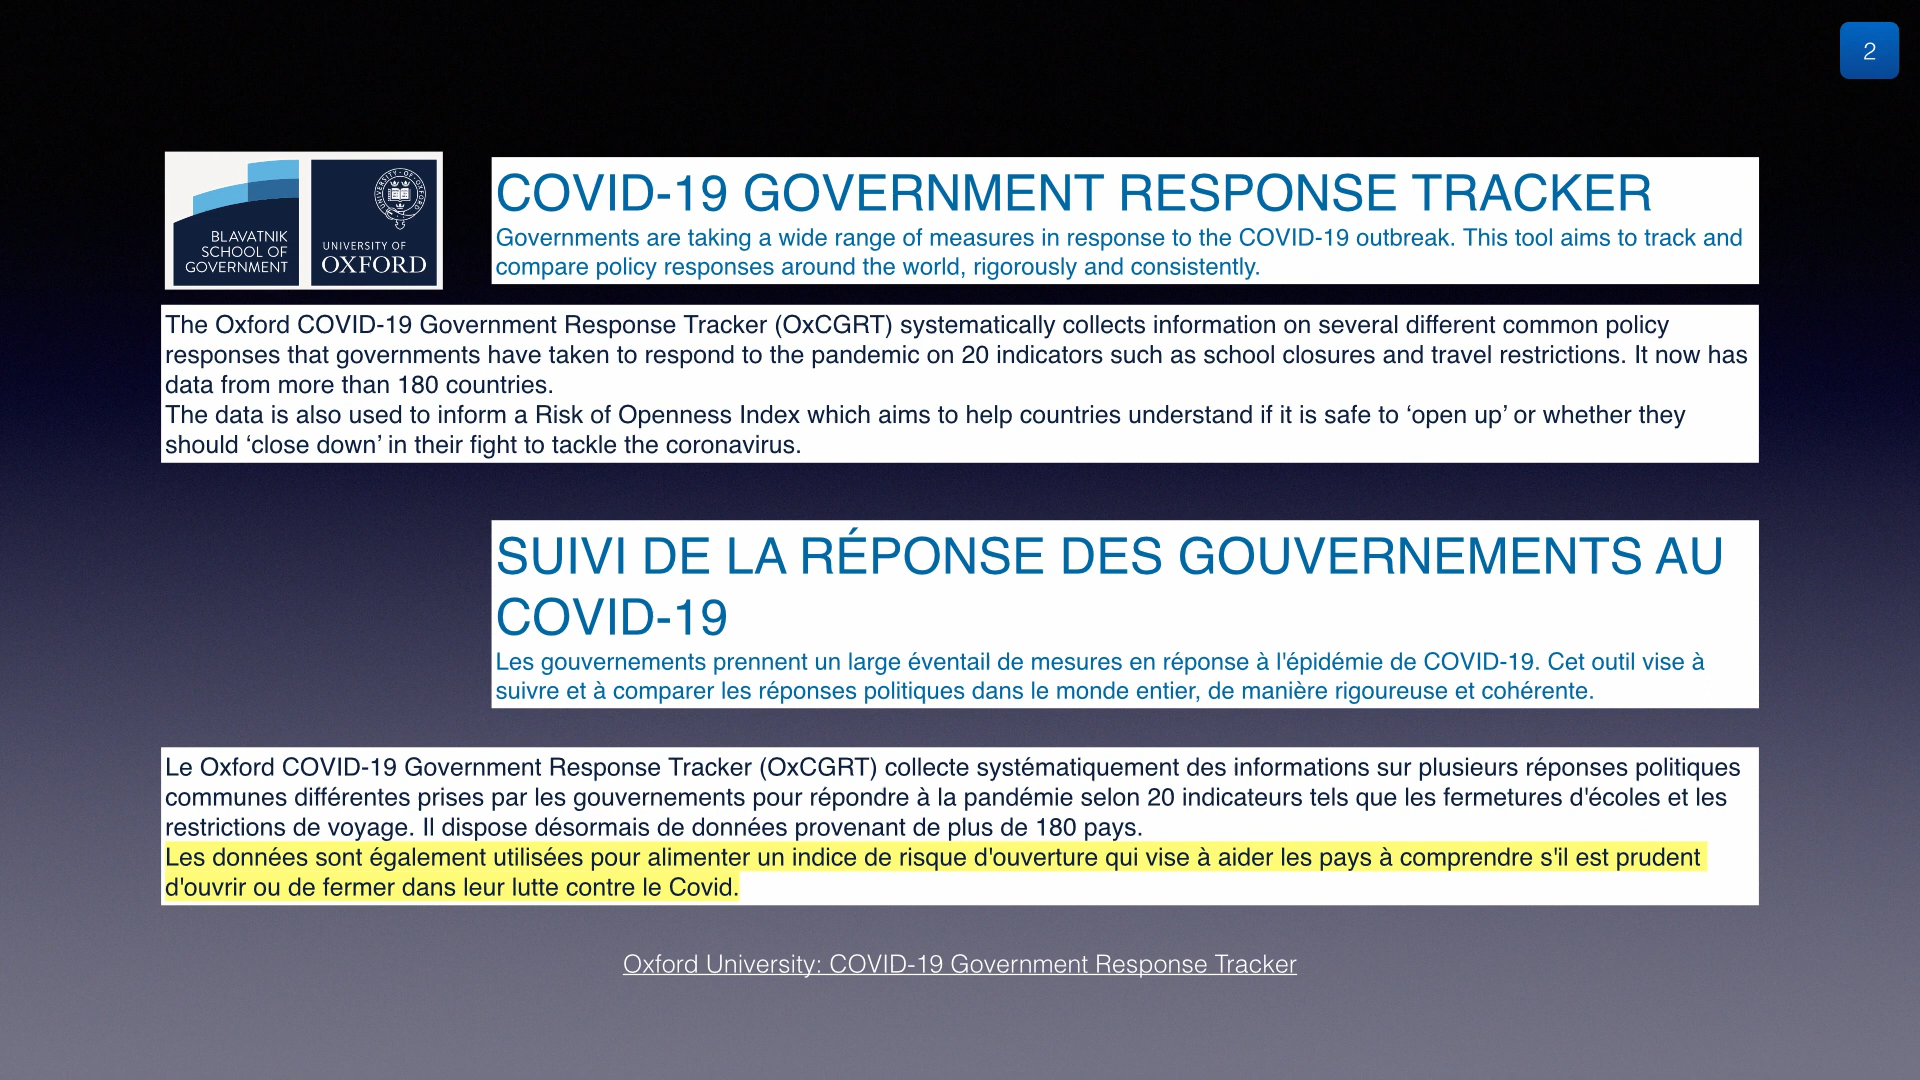 2
BLAVATNIK
SCHOOL OF
GOVERNMENT
UNIVERSITY OF
OXFORD
COVID-19 GOVERNMENT RESPONSE TRACKER
Governments are taking a wide range of measures in response to the COVID-19 outbreak. This tool aims to track and
compare policy responses around the world, rigorously and consistently.
The Oxford COVID-19 Government Response Tracker (OxCGRT) systematically collects information on several different common policy
responses that governments have taken to respond to the pandemic on 20 indicators such as school closures and travel restrictions. It now has
data from more than 180 countries.
The data is also used to inform a Risk of Openness Index which aims to help countries understand if it is safe to ‘open up’ or whether they
should ‘close down’ in their fight to tackle the coronavirus.
SUIVI DE LA RÉPONSE DES GOUVERNEMENTS AU
COVID-19
Les gouvernements prennent un large éventail de mesures en réponse à l'épidémie de COVID-19. Cet outil vise à
suivre et à comparer les réponses politiques dans le monde entier, de manière rigoureuse et cohérente.
Le Oxford COVID-19 Government Response Tracker (OxCGRT) collecte systématiquement des informations sur plusieurs réponses politiques
communes différentes prises par les gouvernements pour répondre à la pandémie selon 20 indicateurs tels que les fermetures d'écoles et les
restrictions de voyage. Il dispose désormais de données provenant de plus de 180 pays.
Les données sont également utilisées pour alimenter un indice de risque d'ouverture qui vise à aider les pays à comprendre s'il est prudent
d'ouvrir ou de fermer dans leur lutte contre le Covid.
Oxford University: COVID-19 Government Response Tracker